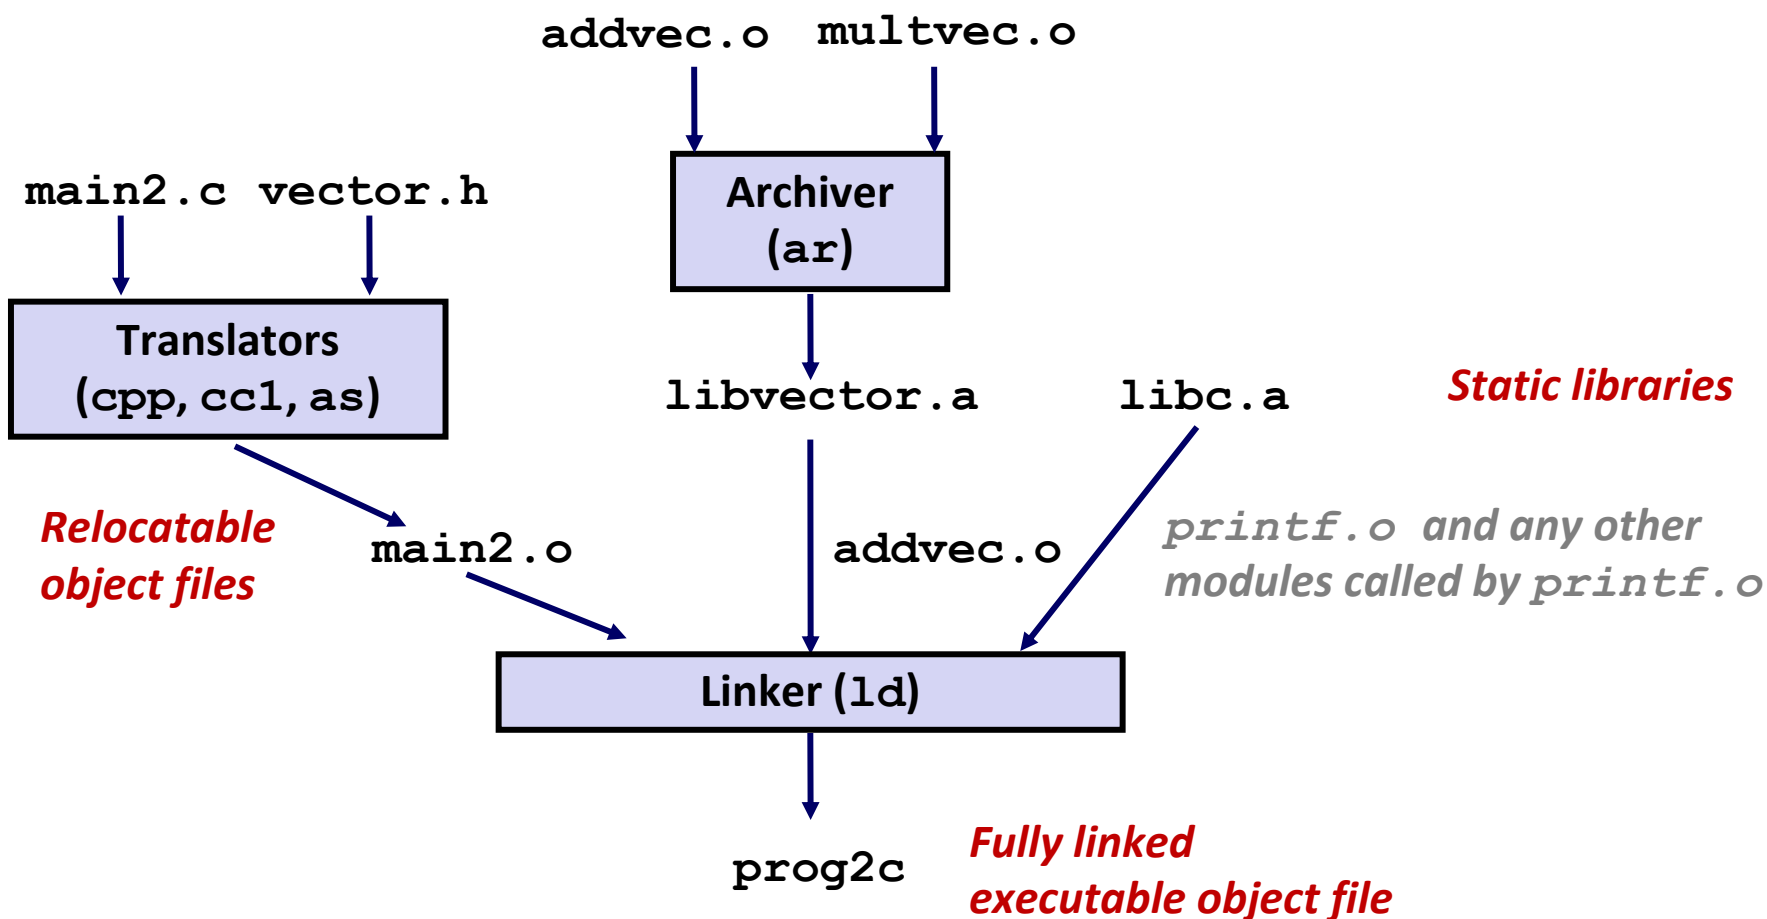 addvec.o multvec.o
main2.c vector.h
Archiver
(ar)
Translators
(cpp, cc1, as)
libvector.a libc.a Static libraries
Relocatable
object files
main2.o addvec.o
printf.o and any other
modules called by printf.o
Linker (ld)
prog2c
Fully linked
executable object file